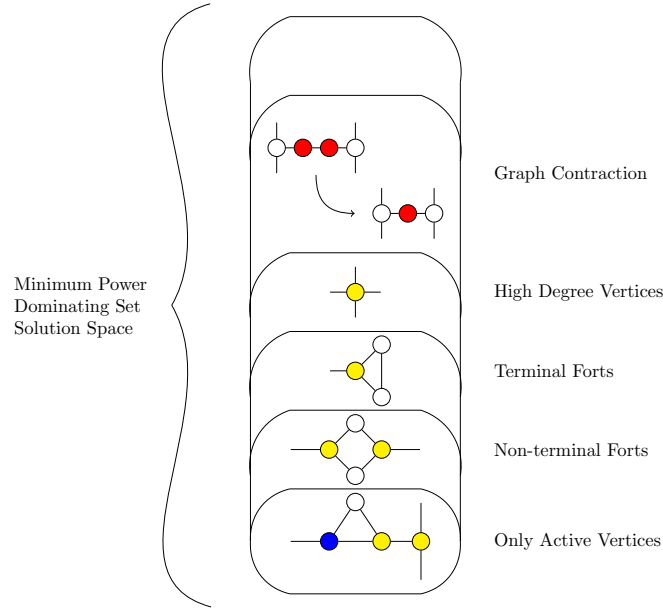 Graph Contraction
Minimum Power
Dominating Set
Solution Space
High Degree Vertices
Terminal Forts
Non-terminal Forts
Only Active Vertices